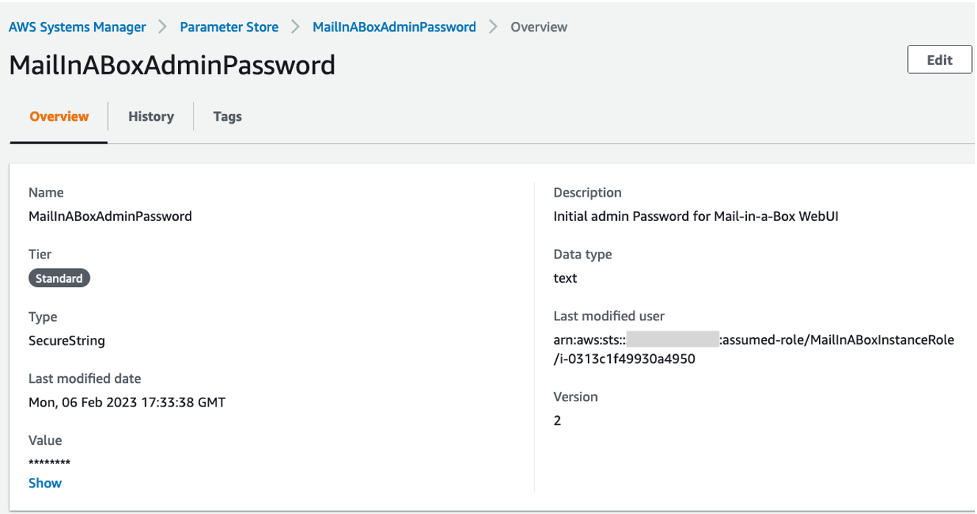 AWS Systems Manager > Parameter Store > MailInABoxAdminPassword > Overview
MailInABoxAdminPassword
Edit
Overview
History
Tags
Name
MailInABoxAdminPassword
Tier
Standard
Type
SecureString
Last modified date
Mon, 06 Feb 2023 17:33:38 GMT
Value
********
Show
Description
Initial admin Password for Mail-in-a-Box WebUI
Data type
text
Last modified user
arn:aws:sts:: :assumed-role/MailInABoxInstanceRole
/i-0313c1f49930a4950
Version
2